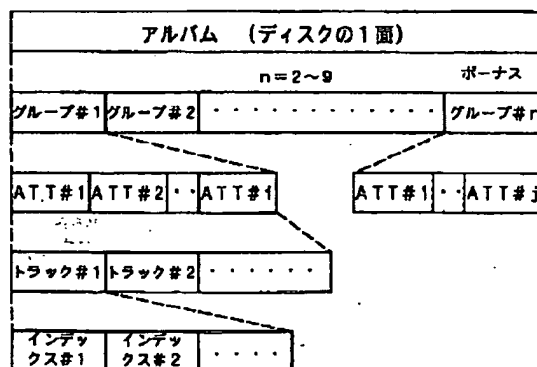 アルバム (ディスクの1面)
n=2〜9 ボーナス
グループ#1 グループ#2 ············ グループ#n
ATT#1 ATT#2 ·· ATT#i ATT#1 ·· ATT#j
トラック#1 トラック#2 ······
インデックス#1 インデックス#2 ····